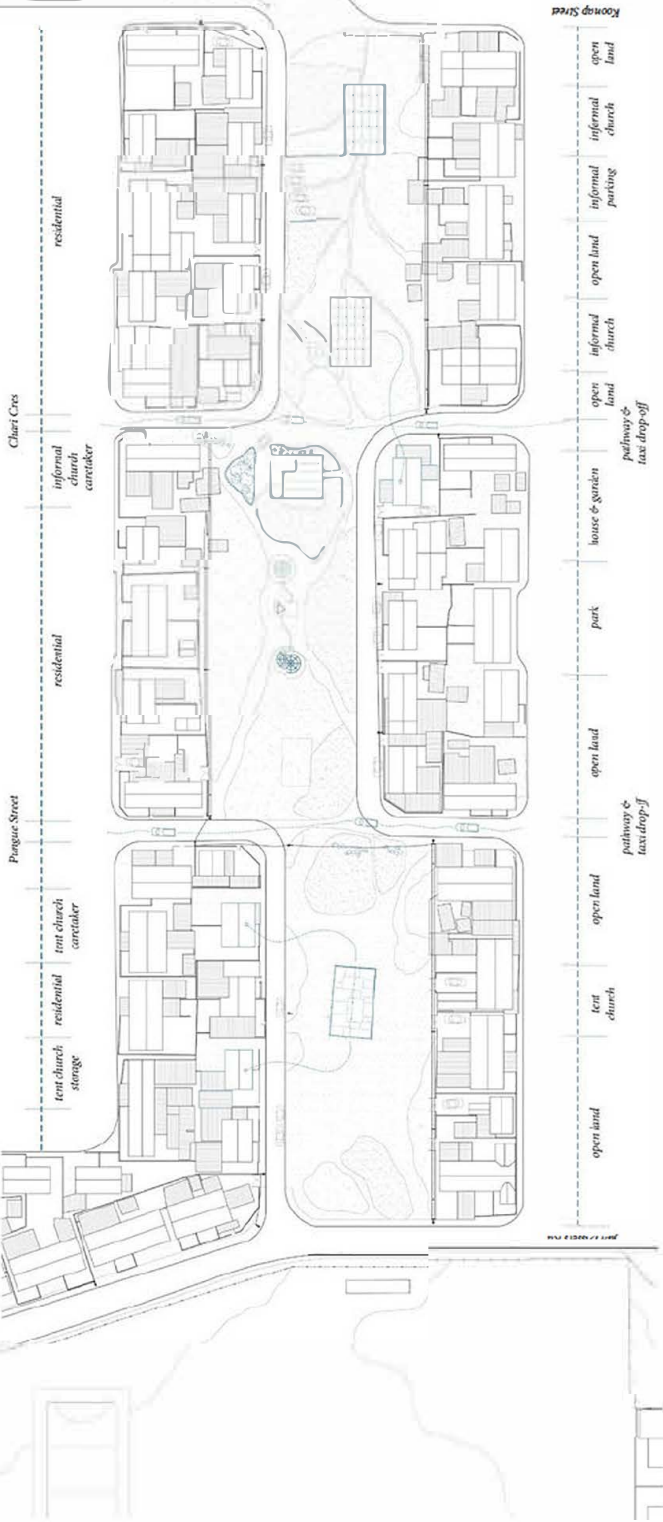 Koonap Street
open
land
informal
church
informal
parking
open land
informal
church
open
land
pathway &
taxi drop-off
house & garden
park
open land
pathway &
taxi drop-ff
open land
tent
church
open land
residential
Chari Cres
informal
church
caretaker
residential
Pungue Street
tent church
caretaker
residential
tent church
storage